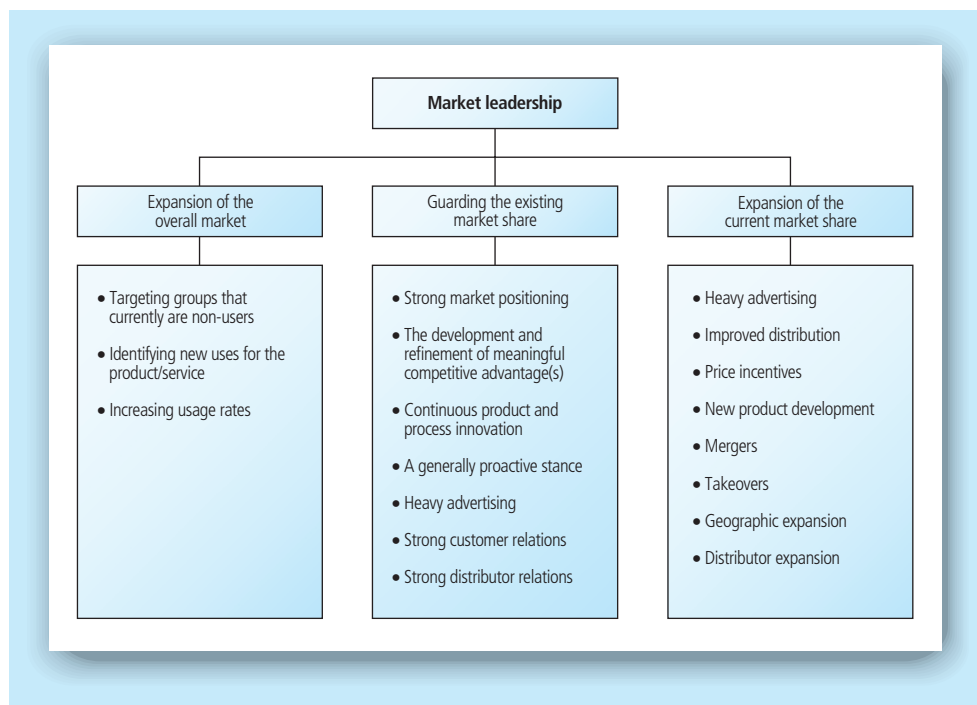 Market leadership
Expansion of the
overall market
Guarding the existing
market share
Expansion of the
current market share
• Targeting groups that
currently are non-users
• Identifying new uses for the
product/service
• Increasing usage rates
• Strong market positioning
• The development and
refinement of meaningful
competitive advantage(s)
• Continuous product and
process innovation
• A generally proactive stance
• Heavy advertising
• Strong customer relations
• Strong distributor relations
• Heavy advertising
• Improved distribution
• Price incentives
• New product development
• Mergers
• Takeovers
• Geographic expansion
• Distributor expansion